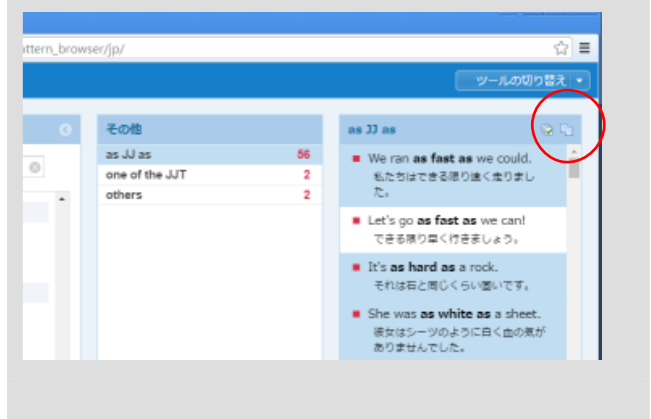 attern_browser/jp/
ツールの切り替え
その他
as JJ as 56
one of the JJT 2
others 2
as JJ as
We ran as fast as we could.
私たちはできる限り速く走りまし
た。
Let's go as fast as we can!
できる限り早く行きましょう。
It's as hard as a rock.
それは石と同じくらい固いです。
She was as white as a sheet.
彼女はシーツのように白く血の気が
ありませんでした。